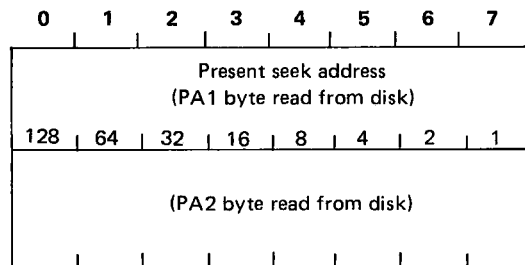 0 1 2 3 4 5 6 7
Present seek address
(PA1 byte read from disk)
128 64 32 16 8 4 2 1
(PA2 byte read from disk)